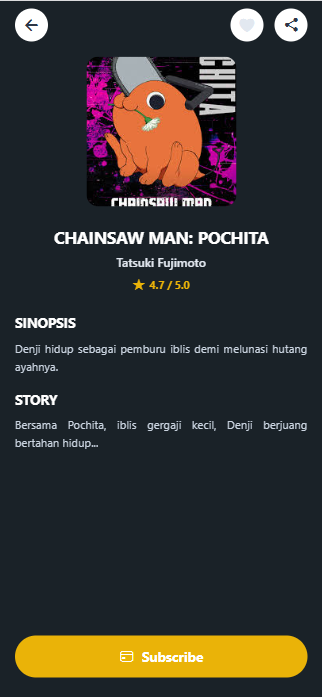 CHITA
CHAINSAW MAN
CHAINSAW MAN: POCHITA
Tatsuki Fujimoto
★ 4.7 / 5.0
SINOPSIS
Denji hidup sebagai pemburu iblis demi melunasi hutang
ayahnya.
STORY
Bersama Pochita, iblis gergaji kecil, Denji berjuang
bertahan hidup...
Subscribe